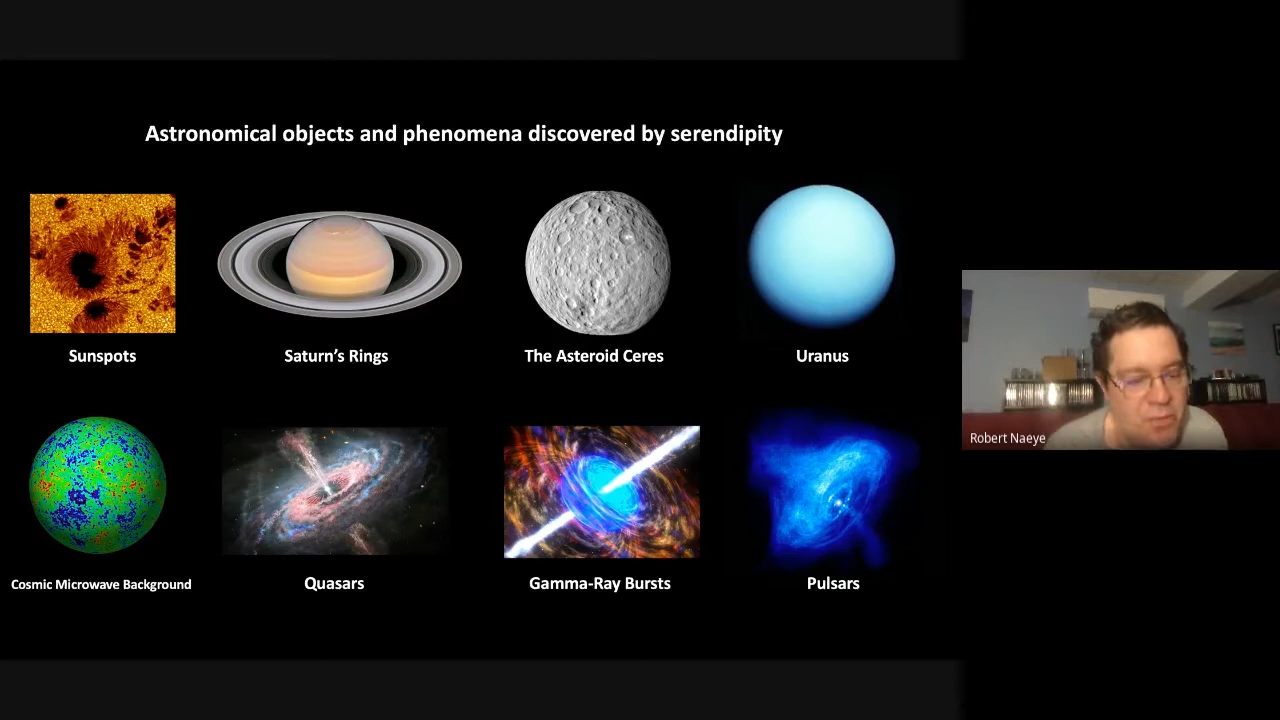 Astronomical objects and phenomena discovered by serendipity
Sunspots
Saturn's Rings
The Asteroid Ceres
Uranus
Robert Naeye
Cosmic Microwave Background
Quasars
Gamma-Ray Bursts
Pulsars